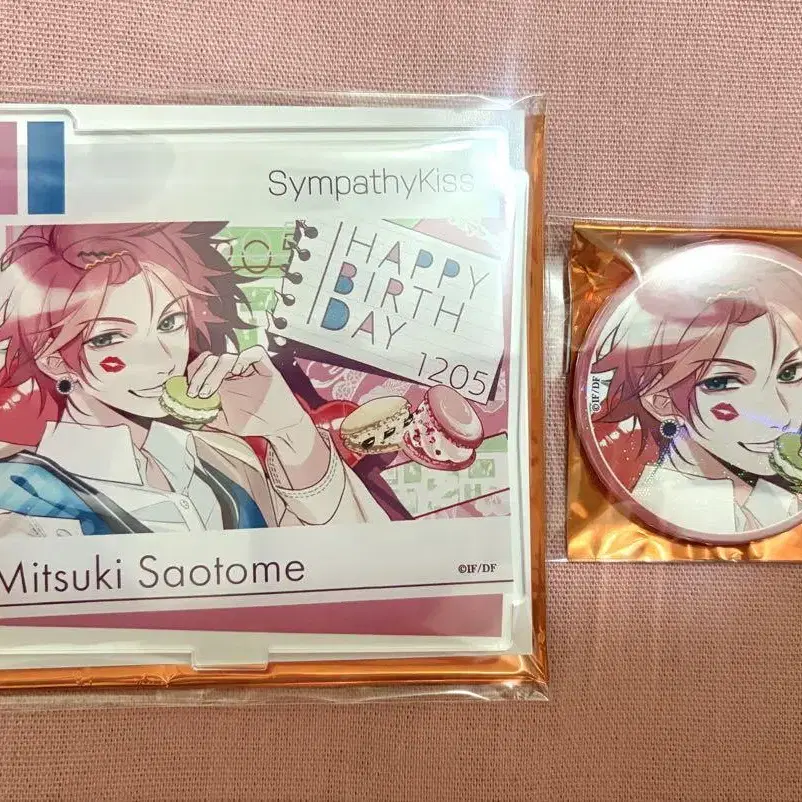 SympathyKiss
HAPPY
BIRTH
DAY
1205
Mitsuki Saotome
©IF/DF
©IF/DF